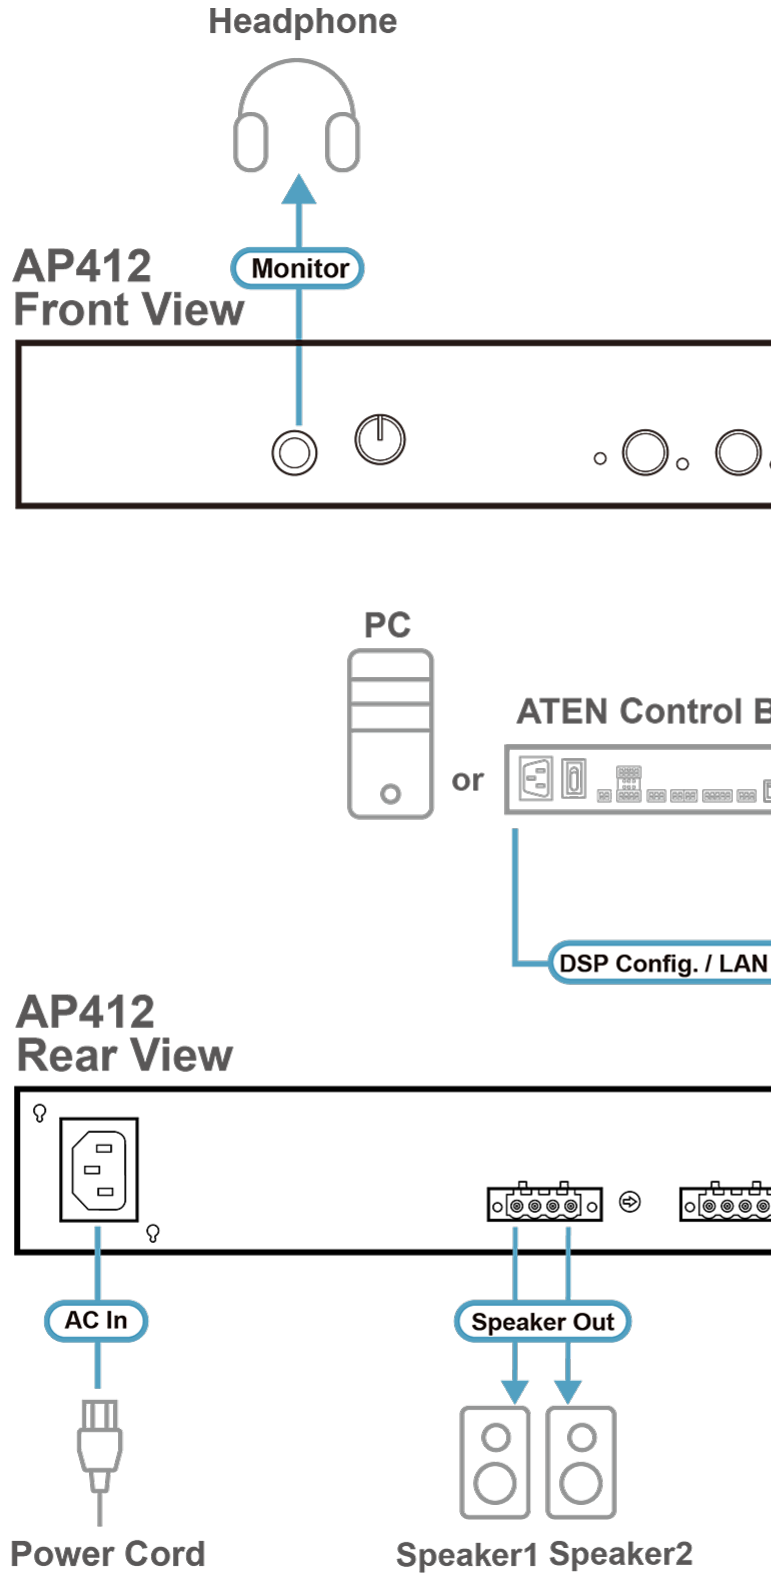 Headphone
Monitor
AP412
Front View
PC
ATEN Control B
or
DSP Config. / LAN
AP412
Rear View
AC In
Speaker Out
Power Cord
Speaker1 Speaker2